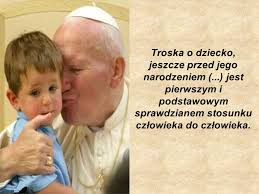 Troska o dziecko,
jeszcze przed jego
narodzeniem (...) jest
pierwszym i
podstawowym
sprawdzianem stosunku
człowieka do człowieka.